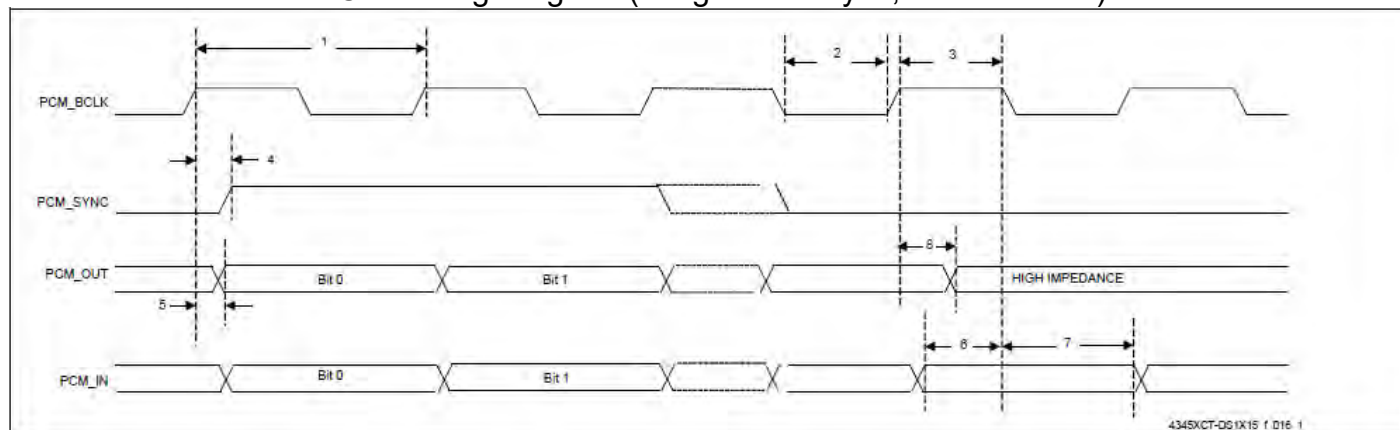 1
2
3
PCM_BCLK
4
PCM_SYNC
6
PCM_OUT
Bit 0
Bit 1
HIGH IMPEDANCE
5
6
7
PCM_IN
Bit 0
Bit 1